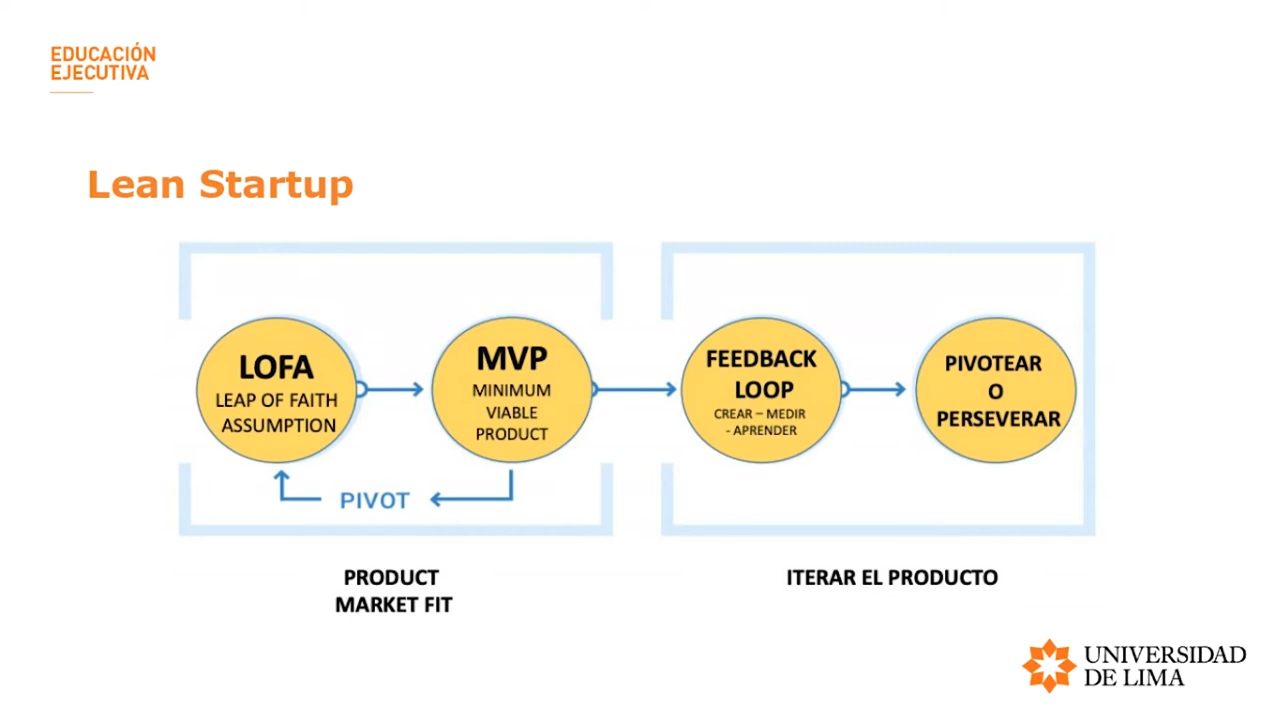 EDUCACIÓN
EJECUTIVA
Lean Startup
LOFA
LEAP OF FAITH
ASSUMPTION
MVP
MINIMUM
VIABLE
PRODUCT
PIVOT
PRODUCT
MARKET FIT
FEEDBACK
LOOP
CREAR – MEDIR
- APRENDER
PIVOTEAR
O
PERSEVERAR
ITERAR EL PRODUCTO
UNIVERSIDAD
DE LIMA